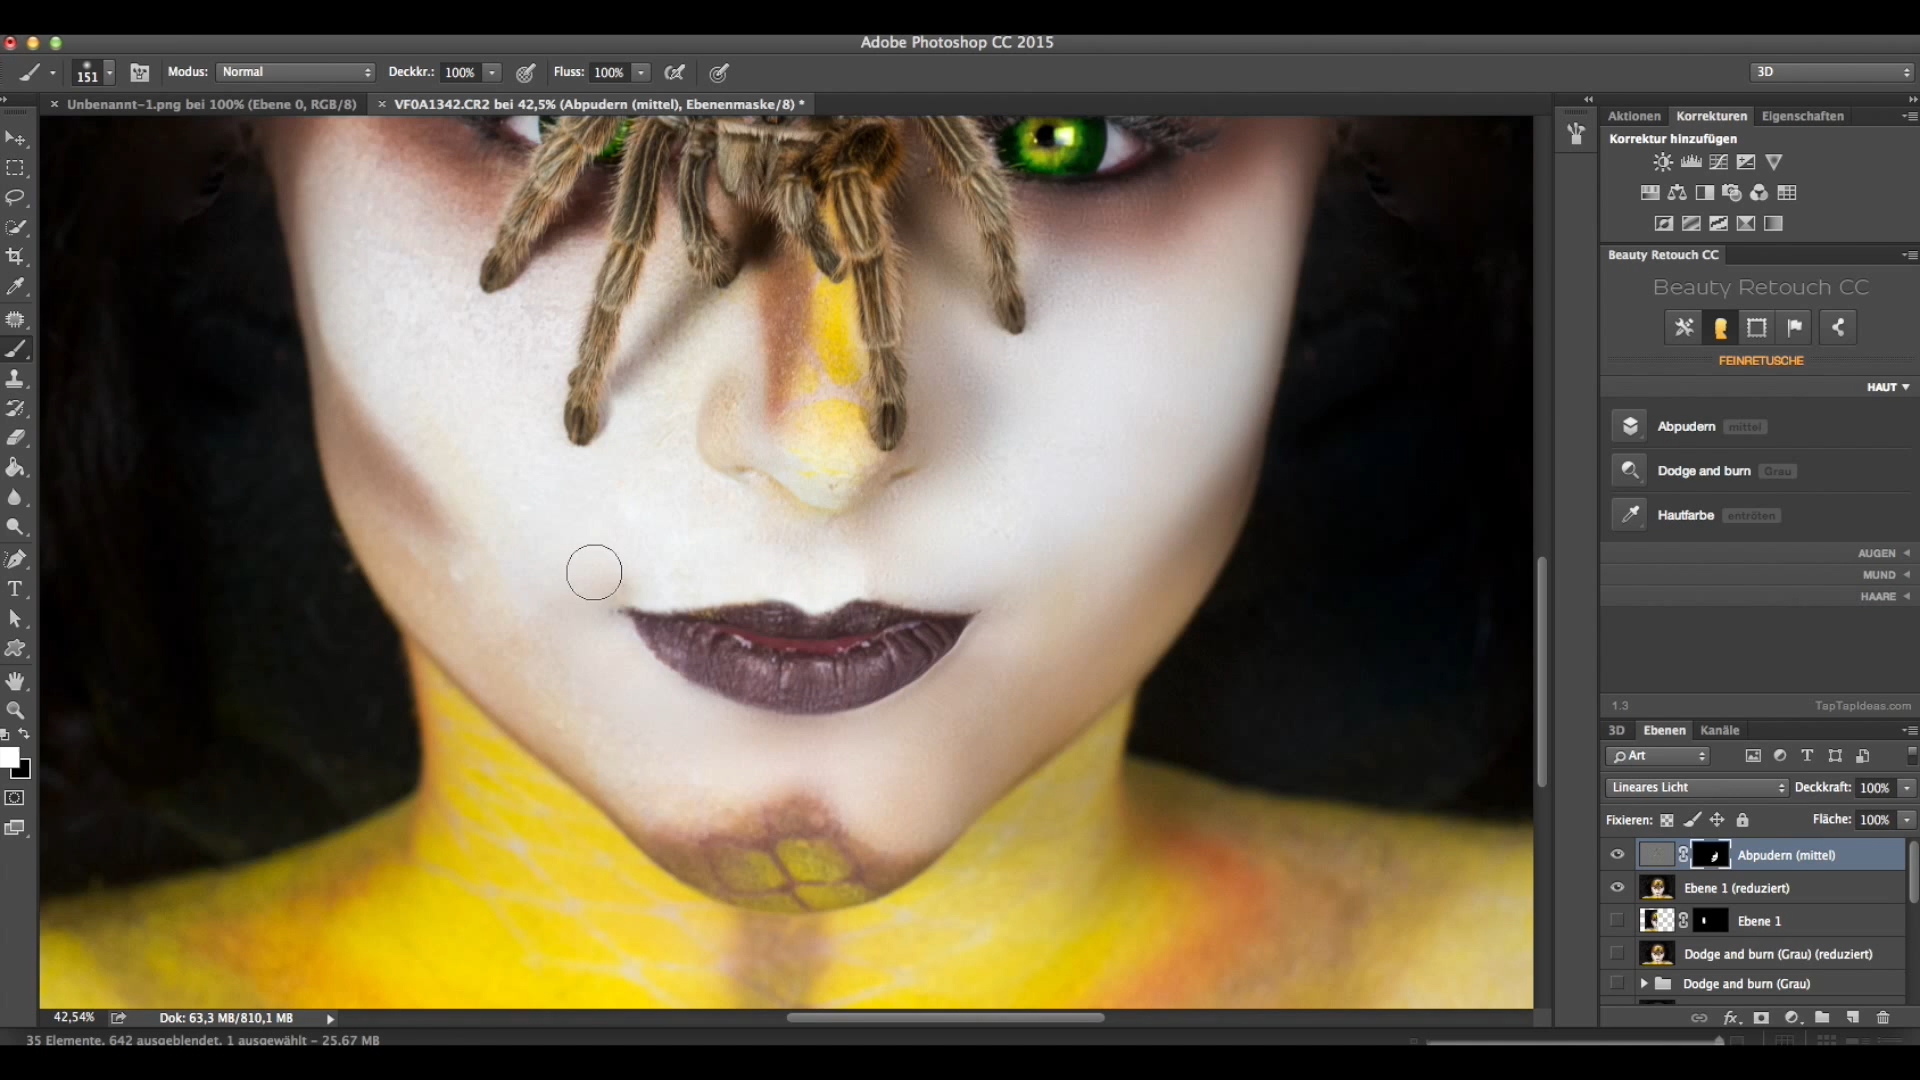 Adobe Photoshop CC 2015
151 Modus: Normal Deckkr.: 100% Fluss: 100% 3D
× Unbenannt-1.png bei 100% (Ebene 0, RGB/8) × VF0A1342.CR2 bei 42,5% (Abpudern (mittel), Ebenenmaske/8) *
Aktionen Korrekturen Eigenschaften
Korrektur hinzufügen
Beauty Retouch CC
Beauty Retouch CC
FEINRETUSCHE
HAUT
Abpudern mittel
Dodge and burn Grau
Hautfarbe entröten
AUGEN
MUND
HAARE
1.3 TapTapIdeas.com
3D Ebenen Kanäle
Art
Lineares Licht Deckkraft: 100%
Fixieren: Fläche: 100%
Abpudern (mittel)
Ebene 1 (reduziert)
Ebene 1
Dodge and burn (Grau) (reduziert)
Dodge and burn (Grau)
42,54% Dok: 63,3 MB/810,1 MB
35 Elemente, 642 ausgeblendet, 1 ausgewählt – 25,67 MB